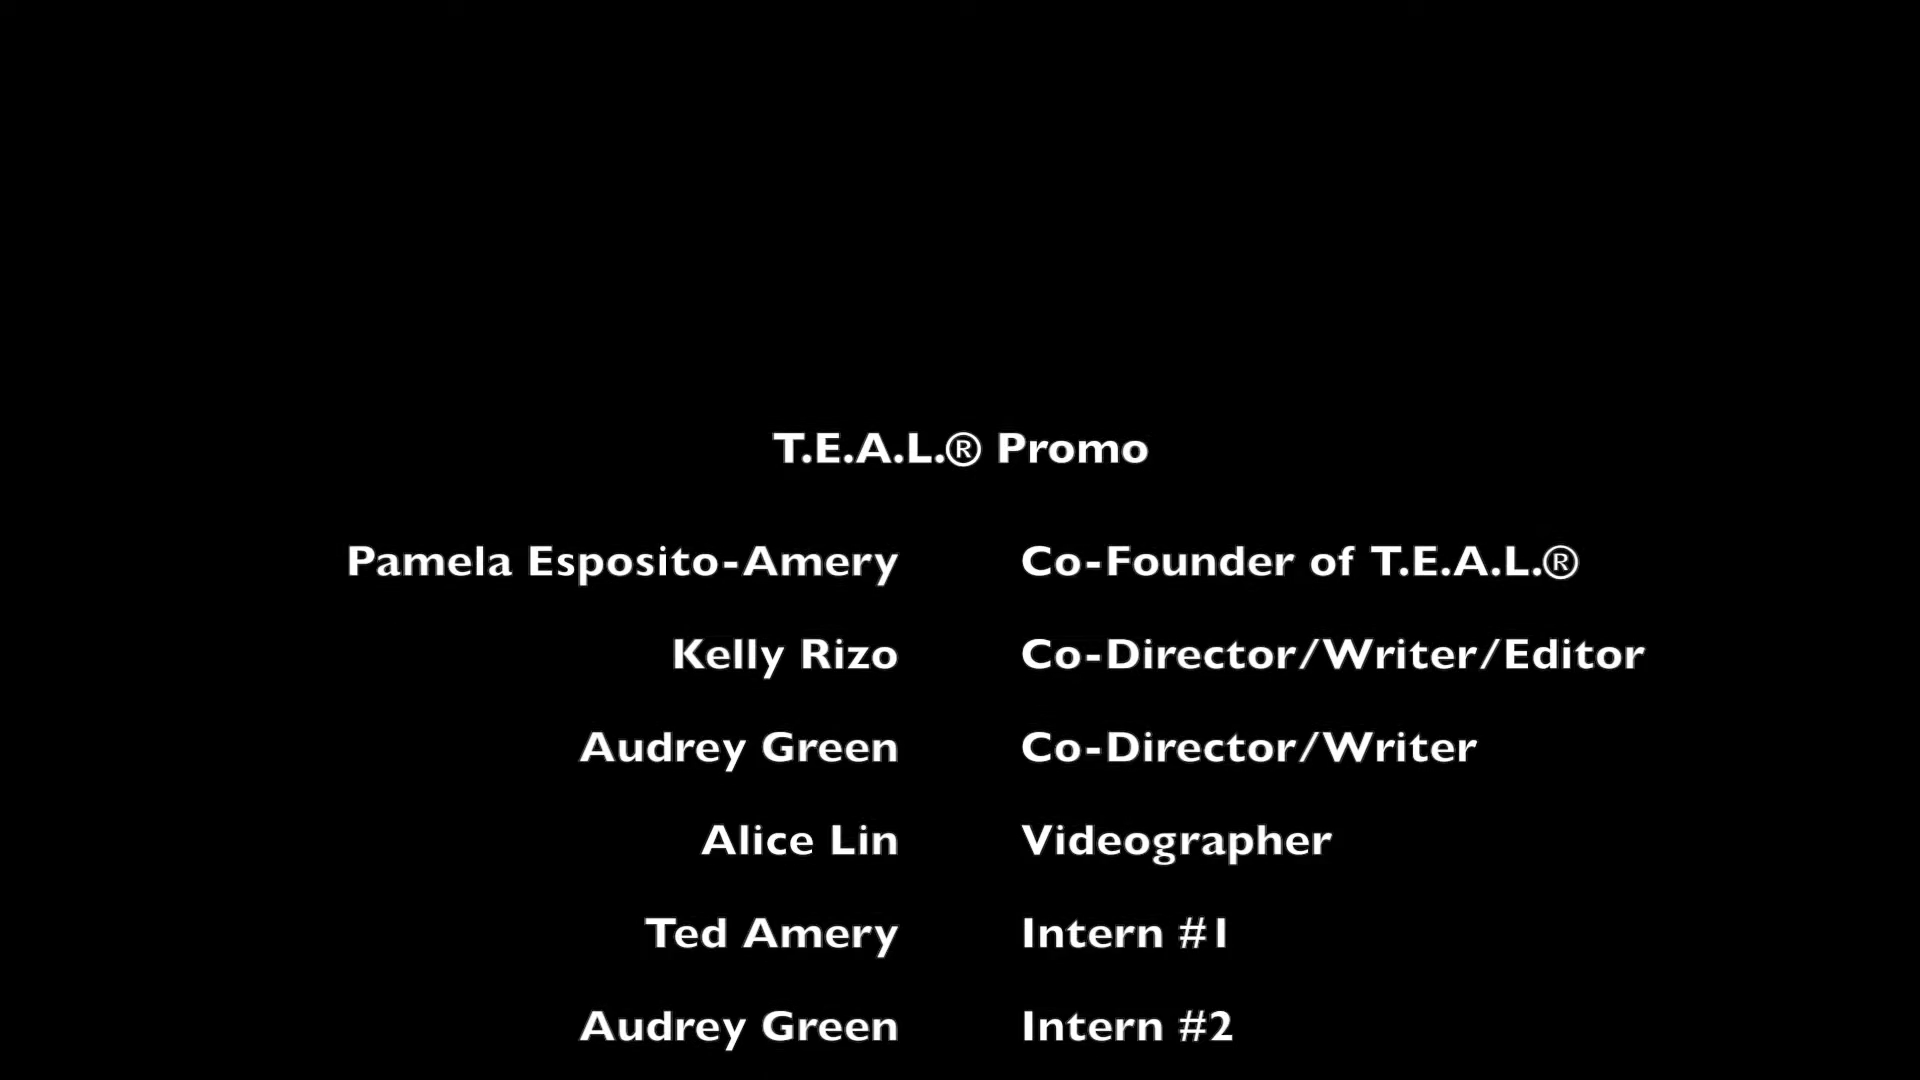 T.E.A.L.® Promo
Pamela Esposito-Amery Co-Founder of T.E.A.L.®
Kelly Rizo Co-Director/Writer/Editor
Audrey Green Co-Director/Writer
Alice Lin Videographer
Ted Amery Intern #1
Audrey Green Intern #2